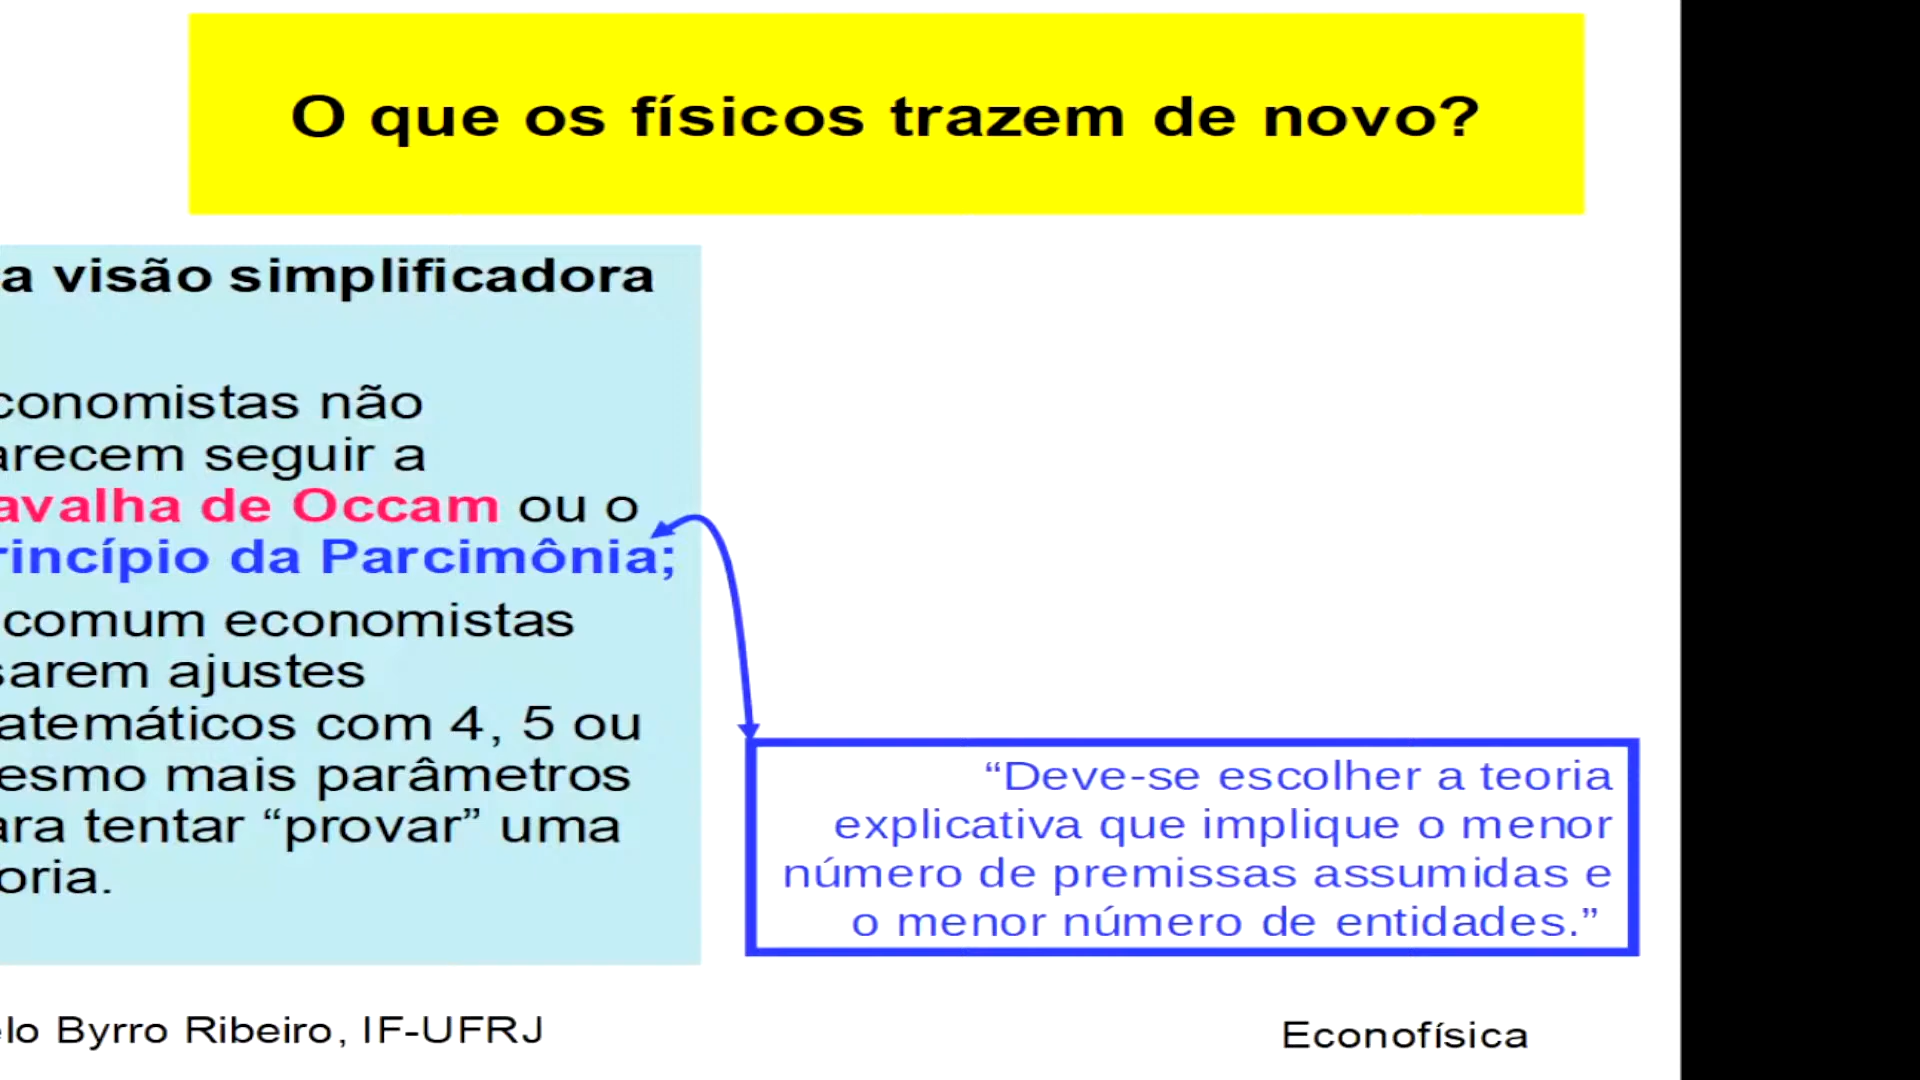 O que os físicos trazem de novo?
a visão simplificadora
conomistas não
arecem seguir a
avalha de Occam ou o
rincípio da Parcimônia;
comum economistas
sarem ajustes
atemáticos com 4, 5 ou
esmo mais parâmetros
ara tentar “provar” uma
oria.
“Deve-se escolher a teoria
explicativa que implique o menor
número de premissas assumidas e
o menor número de entidades.”
elo Byrro Ribeiro, IF-UFRJ
Econofísica